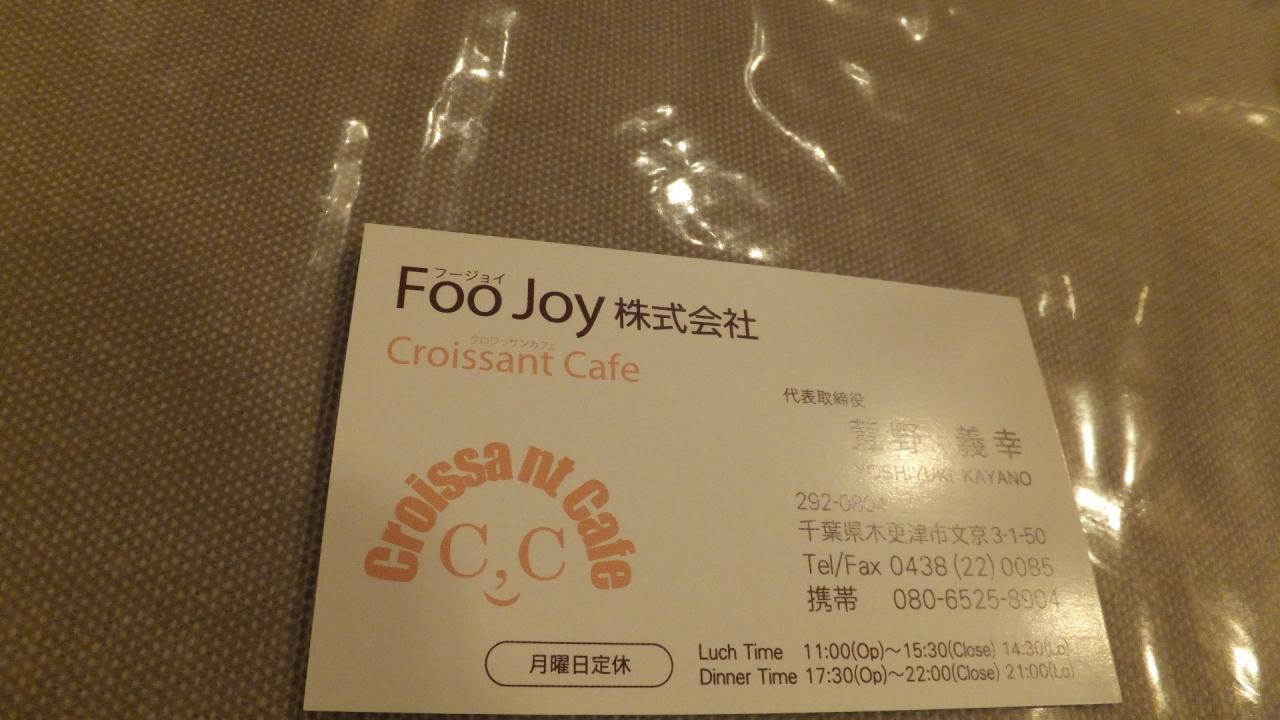 フージョイ
Foo Joy 株式会社
クロワッサンカフェ
Croissant Cafe
Croissant Cafe
C,C
代表取締役
萱野 義幸
YOSHIYUKI KAYANO
292-0804
千葉県木更津市文京3-1-50
Tel/Fax 0438 (22) 0085
携帯 080-6525-8904
月曜日定休
Luch Time 11:00(Op)～15:30(Close) 14:30(Lo)
Dinner Time 17:30(Op)～22:00(Close) 21:00(Lo)